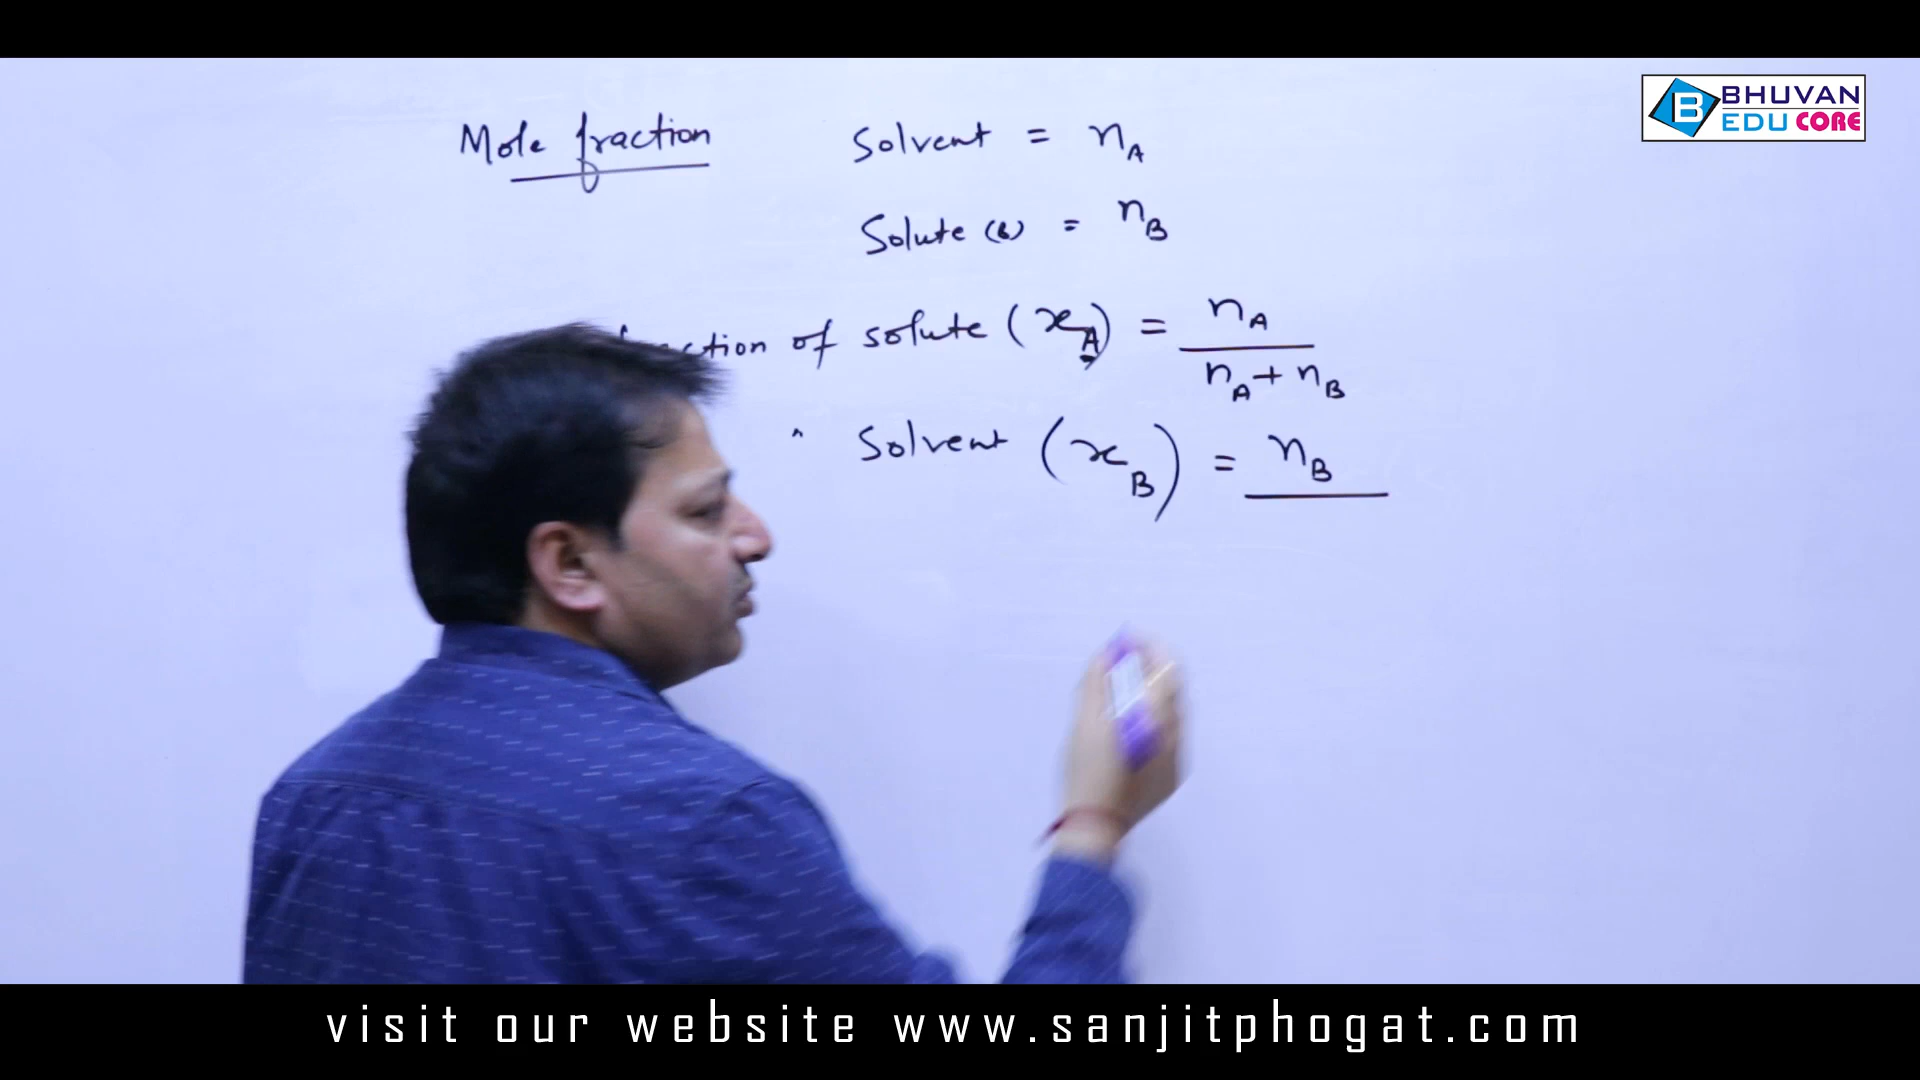 BHUVAN
EDU CORE
Mole fraction
Solvent = nA
Solute (B) = nB
fraction of solute (xA) = nA
nA + nB
" Solvent (xB) = nB
visit our website www.sanjitphogat.com